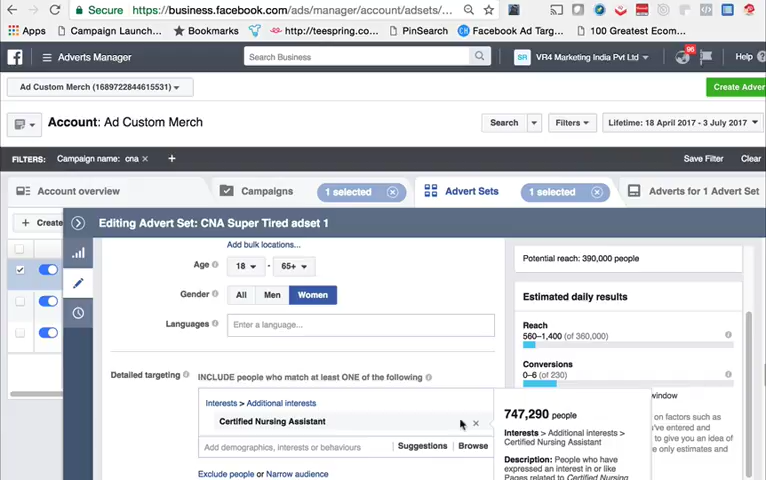 Secure https://business.facebook.com/ads/manager/account/adsets/...
Apps Campaign Launch... Bookmarks http://teespring.co... PinSearch Facebook Ad Targ... 100 Greatest Ecom...
Adverts Manager Search Business VR4 Marketing India Pvt Ltd 96 Help
SR
Ad Custom Merch (1689722844615531) Create Adver
Account: Ad Custom Merch Search Filters Lifetime: 18 April 2017 - 3 July 2017
FILTERS: Campaign name: cna × + Save Filter Clear
Account overview Campaigns 1 selected Advert Sets 1 selected Adverts for 1 Advert Set
+ Create
Editing Advert Set: CNA Super Tired adset 1
Add bulk locations...
Age 18 - 65+
Gender All Men Women
Languages Enter a language...
Detailed targeting INCLUDE people who match at least ONE of the following
Interests > Additional interests
Certified Nursing Assistant ×
Add demographics, interests or behaviours Suggestions Browse
Exclude people or Narrow audience
Potential reach: 390,000 people
Estimated daily results
Reach
560–1,400 (of 360,000)
Conversions
0–6 (of 230)
window
on factors such as
've entered and
to give you an idea of
e only estimates and
747,290 people
Interests > Additional interests >
Certified Nursing Assistant
Description: People who have
expressed an interest in or like
Pages related to Certified Nursing